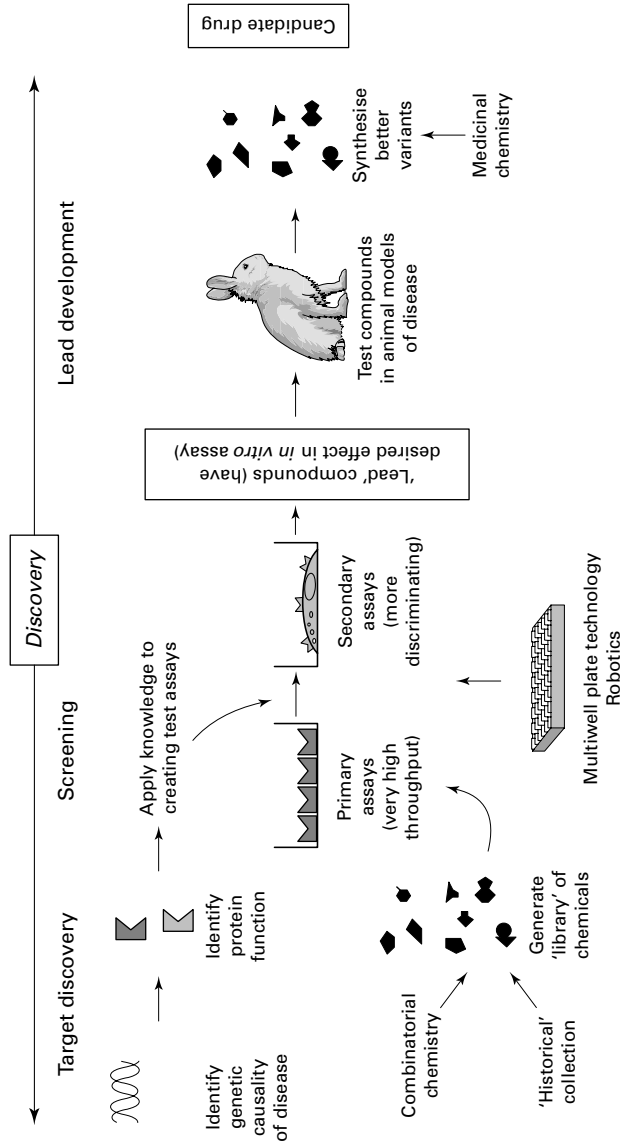 Discovery
Target discovery
Screening
Lead development
Identify
genetic
causality
of disease
Identify
protein
function
Apply knowledge to
creating test assays
Combinatorial
chemistry
'Historical'
collection
Generate
'library' of
chemicals
Primary
assays
(very high
throughput)
Secondary
assays
(more
discriminating)
Multiwell plate technology
Robotics
'Lead' compounds (have
desired effect in in vitro assay)
Test compounds
in animal models
of disease
Synthesise
better
variants
Medicinal
chemistry
Candidate drug